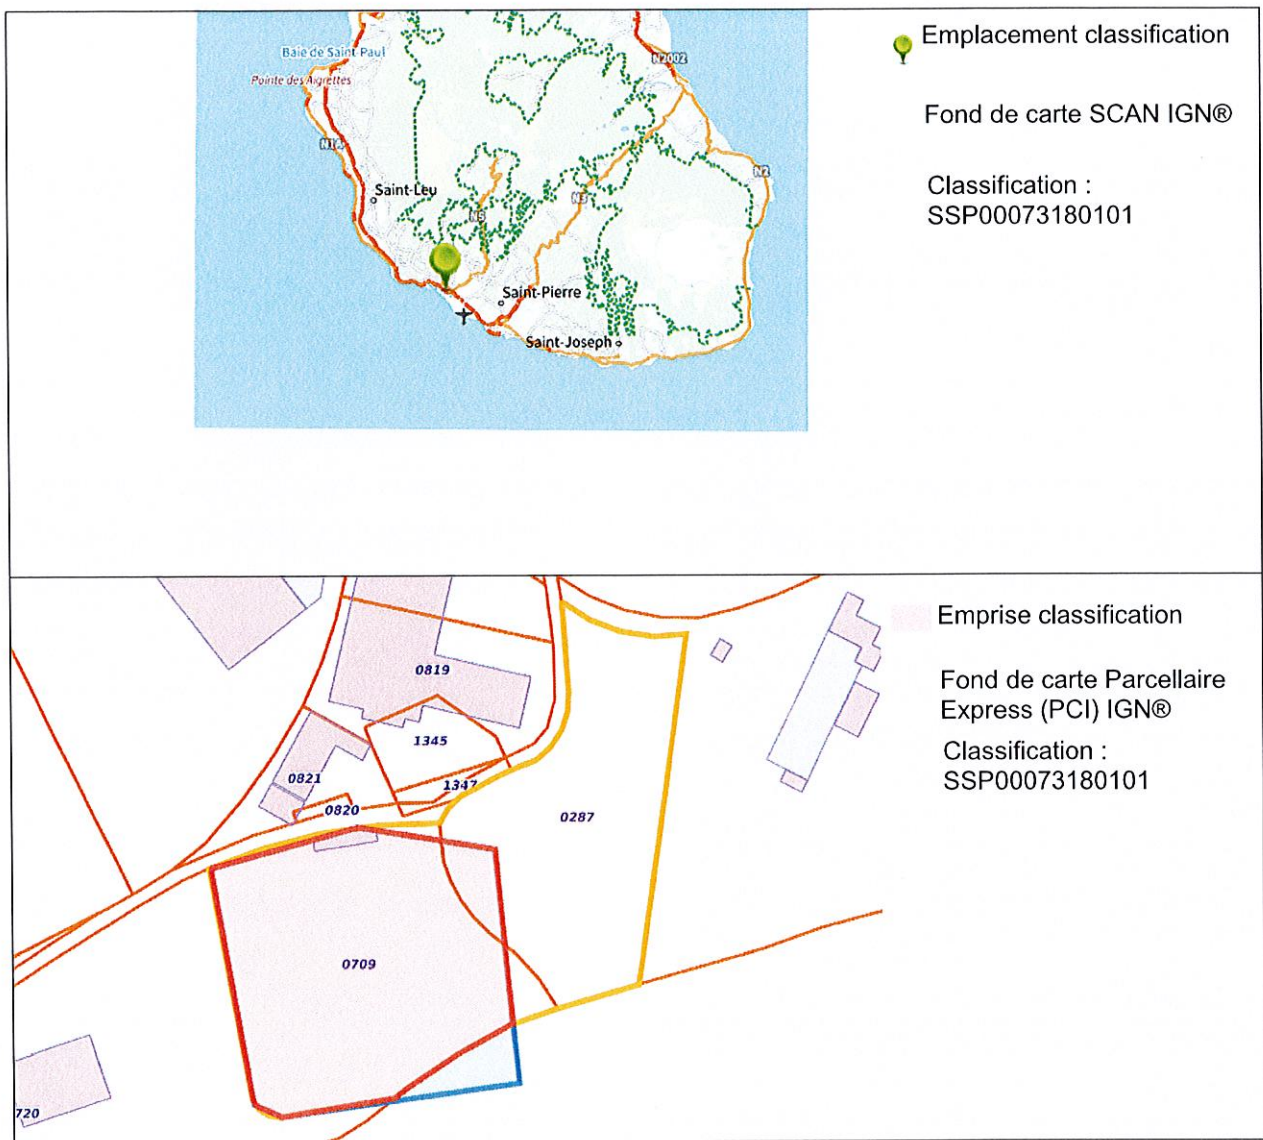 Baie de Saint-Paul
Pointe des Aigrettes
N2002
N1A
N2
Saint-Leu
N3
N5
Saint-Pierre
Saint-Joseph
Emplacement classification
Fond de carte SCAN IGN®
Classification :
SSP00073180101
0819
1345
0821
1347
0820
0287
0709
720
Emprise classification
Fond de carte Parcellaire
Express (PCI) IGN®
Classification :
SSP00073180101